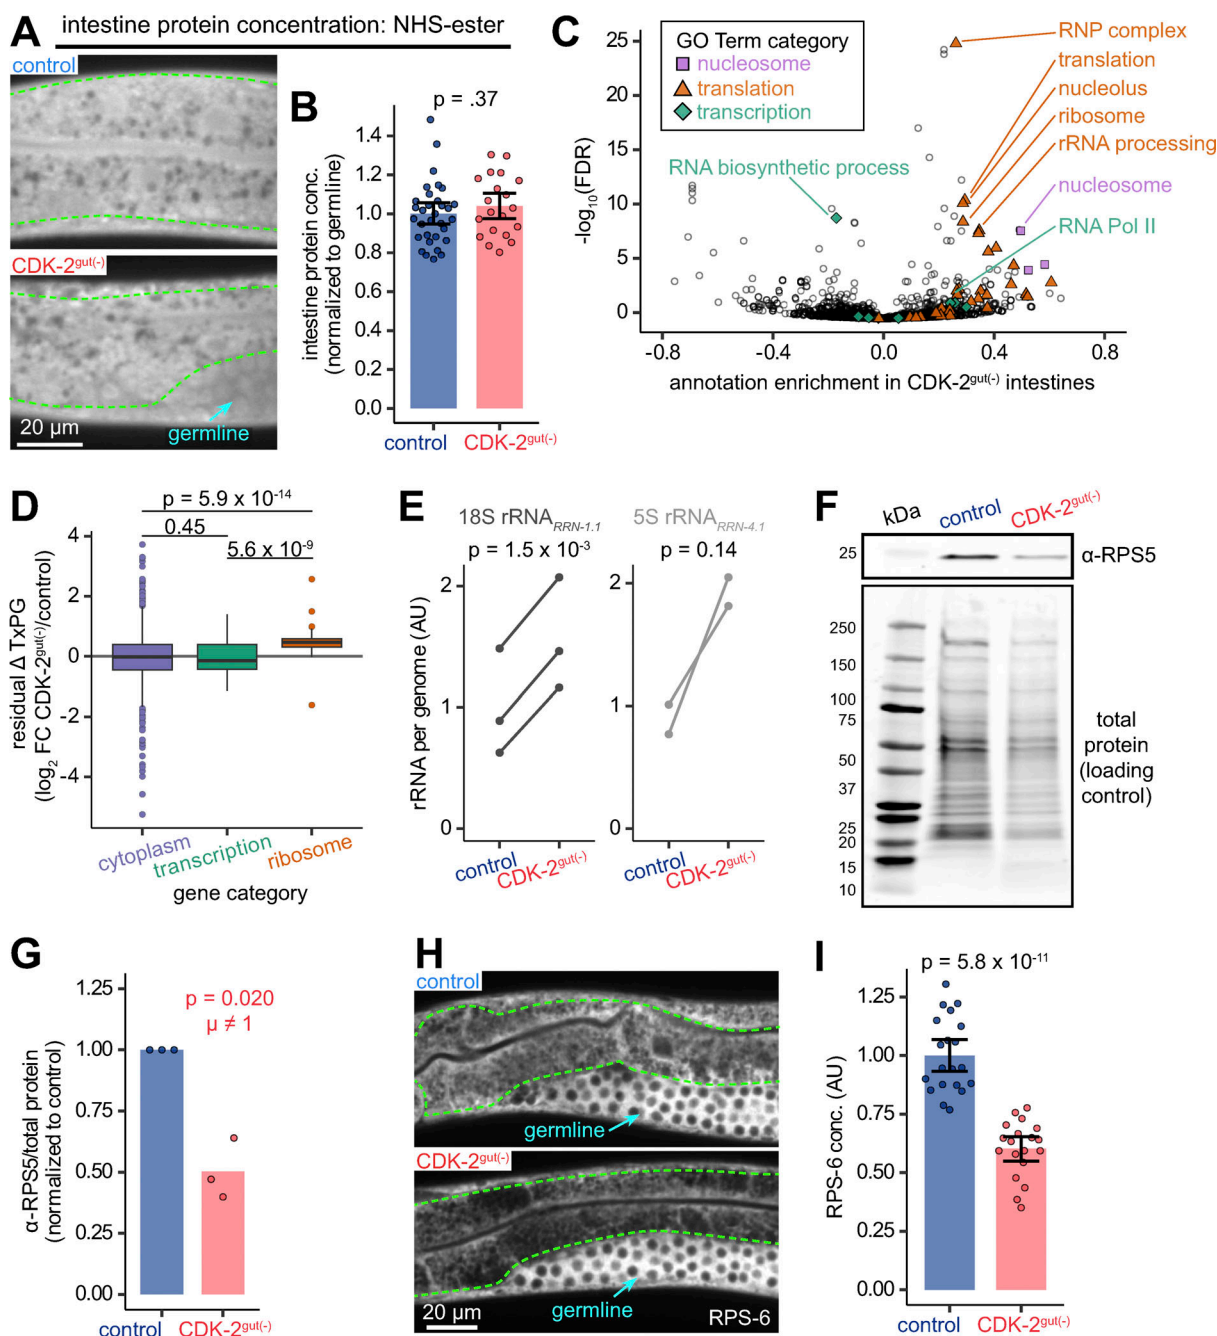 A intestine protein concentration: NHS-ester
control
CDK-2gut(-)
20 µm
germline
B
p = .37
intestine protein conc.
(normalized to germline)
1.4
1.2
1.0
0.8
0.6
0.4
0.2
0.0
control
CDK-2gut(-)
C
GO Term category
nucleosome
translation
transcription
RNP complex
translation
nucleolus
ribosome
rRNA processing
nucleosome
RNA Pol II
RNA biosynthetic process
-log10(FDR)
25
20
15
10
5
0
-0.8 -0.4 0.0 0.4 0.8
annotation enrichment in CDK-2gut(-) intestines
D
p = 5.9 x 10-14
0.45
5.6 x 10-9
residual Δ TxPG
(log2 FC CDK-2gut(-)/control)
4
2
0
-2
-4
cytoplasm
transcription
ribosome
gene category
E
18S rRNARRN-1.1
p = 1.5 x 10-3
5S rRNARRN-4.1
p = 0.14
rRNA per genome (AU)
2
1
0
2
1
0
control
CDK-2gut(-)
control
CDK-2gut(-)
F
kDa
control
CDK-2gut(-)
25
α-RPS5
250
150
100
75
50
37
25
20
15
10
total
protein
(loading
control)
G
p = 0.020
µ ≠ 1
α-RPS5/total protein
(normalized to control)
1.25
1.00
0.75
0.50
0.25
0.00
control
CDK-2gut(-)
H
control
germline
CDK-2gut(-)
germline
20 µm
RPS-6
I
p = 5.8 x 10-11
RPS-6 conc. (AU)
1.25
1.00
0.75
0.50
0.25
0.00
control
CDK-2gut(-)